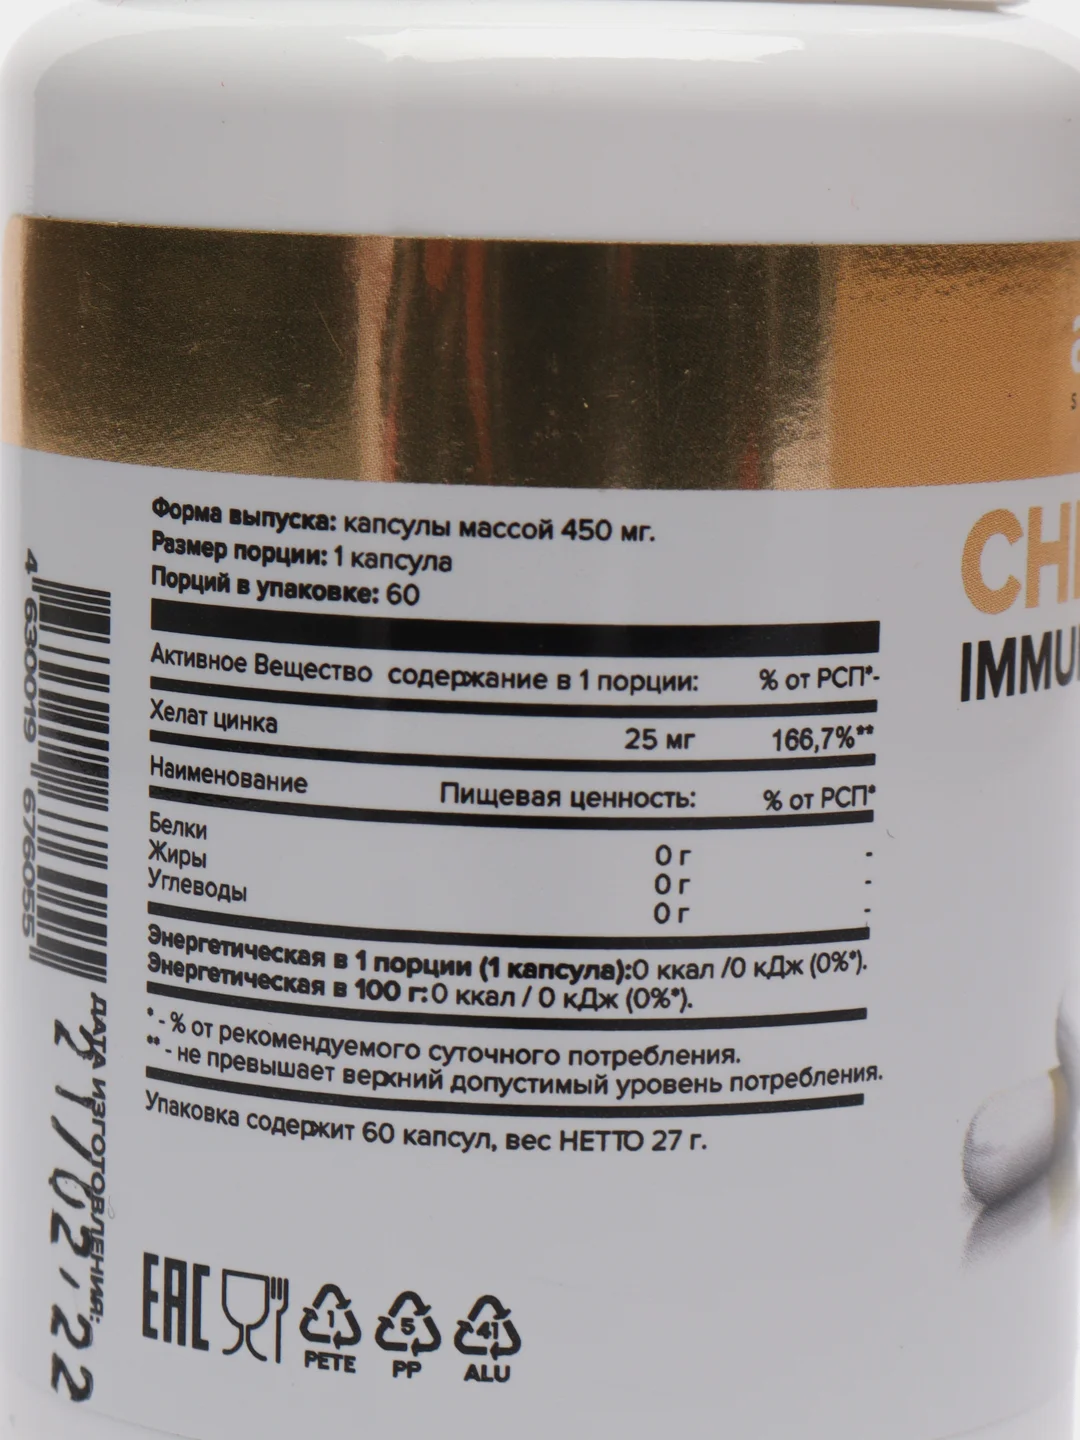 Форма выпуска: капсулы массой 450 мг.
Размер порции: 1 капсула
Порций в упаковке: 60
Активное Вещество содержание в 1 порции: % от РСП*-
Хелат цинка 25 мг 166,7%**
Наименование Пищевая ценность: % от РСП*
Белки 0 г -
Жиры 0 г -
Углеводы 0 г -
Энергетическая в 1 порции (1 капсула):0 ккал /0 кДж (0%*).
Энергетическая в 100 г:0 ккал / 0 кДж (0%*).
* - % от рекомендуемого суточного потребления.
** - не превышает верхний допустимый уровень потребления.
Упаковка содержит 60 капсул, вес НЕТТО 27 г.
EAC
1 5 41
PETE PP ALU
4 630019 676055
ДАТА ИЗГОТОВЛЕНИЯ:
21/02,22